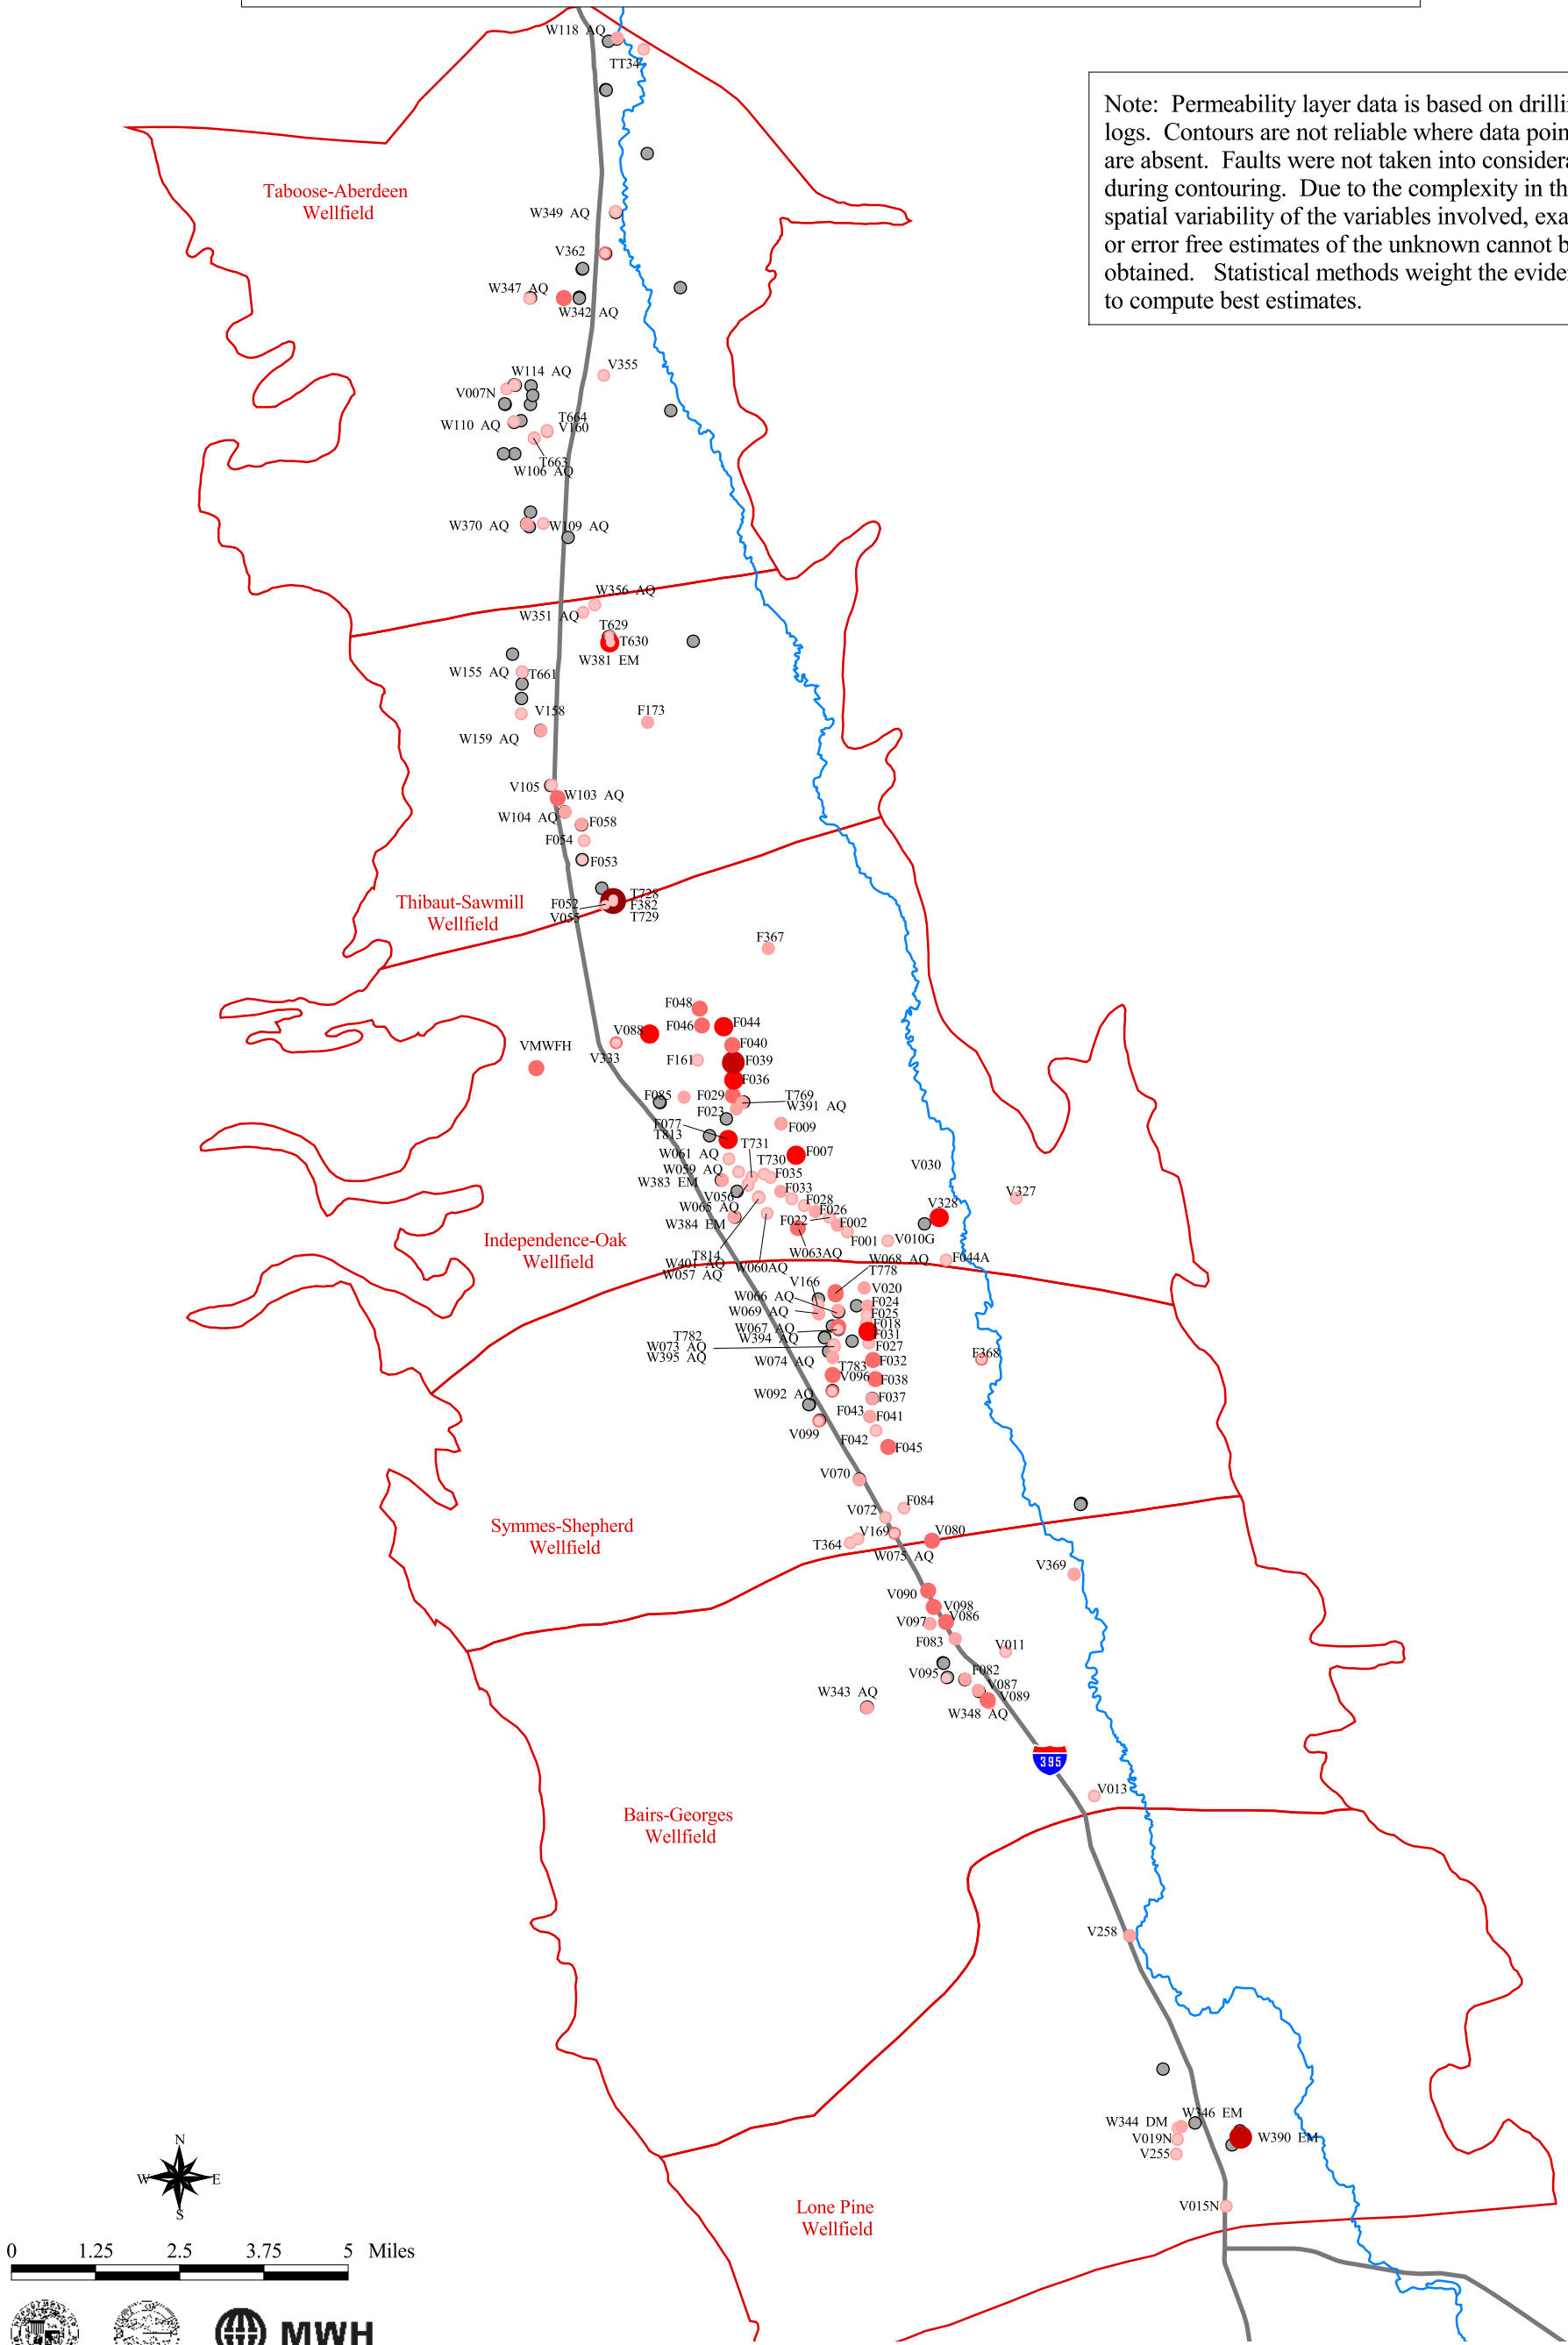 W118 AQ
TT34
Note: Permeability layer data is based on drilli
logs. Contours are not reliable where data poin
are absent. Faults were not taken into considera
during contouring. Due to the complexity in th
spatial variability of the variables involved, exa
or error free estimates of the unknown cannot b
obtained. Statistical methods weight the evide
to compute best estimates.
Taboose-Aberdeen
Wellfield
W349 AQ
V362
W347 AQ
W342 AQ
V355
W114 AQ
V007N
W110 AQ
T664
V160
T663
W106 AQ
W370 AQ
W109 AQ
W356 AQ
W351 AQ
T629
T630
W381 EM
W155 AQ
T661
V158
F173
W159 AQ
V105
W103 AQ
W104 AQ
F058
F054
F053
Thibaut-Sawmill
Wellfield
F052
V055
T728
F382
T729
F367
F048
F046
F044
V088
V333
F040
VMWFH
F161
F039
F036
F085
F029
T769
W391 AQ
F023
F009
F077
T813
T731
F007
W061 AQ
T730
W059 AQ
F035
W383 EM
V030
F033
V327
V056
F028
V328
W065 AQ
F026
W384 EM
F022
F002
F001
V010G
Independence-Oak
Wellfield
T814
W401 AQ
W057 AQ
W060AQ
W063AQ
W068 AQ
T778
F044A
V166
V020
W066 AQ
F024
W069 AQ
F025
F018
W067 AQ
F031
T782
W394 AQ
W073 AQ
F027
W395 AQ
W074 AQ
F368
F032
T783
V096
F038
W092 AQ
F037
F043
F041
V099
F042
F045
V070
F084
V072
Symmes-Shepherd
Wellfield
V169
V080
T364
W075 AQ
V369
V090
V098
V097
V086
F083
V011
V095
F082
V087
W343 AQ
V089
W348 AQ
395
V013
Bairs-Georges
Wellfield
V258
W346 EM
W344 DM
V019N
W390 EM
V255
N
W
E
S
V015N
Lone Pine
Wellfield
0 1.25 2.5 3.75 5 Miles
MWH